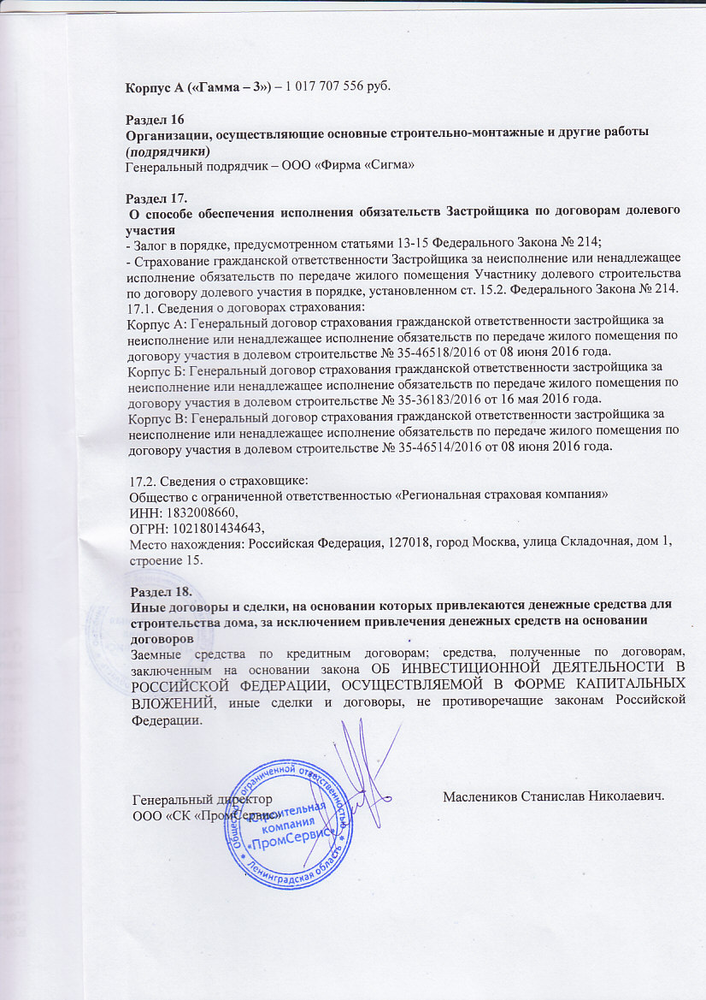 Корпус А («Гамма – 3») – 1 017 707 556 руб.
Раздел 16
Организации, осуществляющие основные строительно-монтажные и другие работы
(подрядчики)
Генеральный подрядчик – ООО «Фирма «Сигма»
Раздел 17.
О способе обеспечения исполнения обязательств Застройщика по договорам долевого
участия
- Залог в порядке, предусмотренном статьями 13-15 Федерального Закона № 214;
- Страхование гражданской ответственности Застройщика за неисполнение или ненадлежащее
исполнение обязательств по передаче жилого помещения Участнику долевого строительства
по договору долевого участия в порядке, установленном ст. 15.2. Федерального Закона № 214.
17.1. Сведения о договорах страхования:
Корпус А: Генеральный договор страхования гражданской ответственности застройщика за
неисполнение или ненадлежащее исполнение обязательств по передаче жилого помещения по
договору участия в долевом строительстве № 35-46518/2016 от 08 июня 2016 года.
Корпус Б: Генеральный договор страхования гражданской ответственности застройщика за
неисполнение или ненадлежащее исполнение обязательств по передаче жилого помещения по
договору участия в долевом строительстве № 35-36183/2016 от 16 мая 2016 года.
Корпус В: Генеральный договор страхования гражданской ответственности застройщика за
неисполнение или ненадлежащее исполнение обязательств по передаче жилого помещения по
договору участия в долевом строительстве № 35-46514/2016 от 08 июня 2016 года.
17.2. Сведения о страховщике:
Общество с ограниченной ответственностью «Региональная страховая компания»
ИНН: 1832008660,
ОГРН: 1021801434643,
Место нахождения: Российская Федерация, 127018, город Москва, улица Складочная, дом 1,
строение 15.
Раздел 18.
Иные договоры и сделки, на основании которых привлекаются денежные средства для
строительства дома, за исключением привлечения денежных средств на основании
договоров
Заемные средства по кредитным договорам; средства, полученные по договорам,
заключенным на основании закона ОБ ИНВЕСТИЦИОННОЙ ДЕЯТЕЛЬНОСТИ В
РОССИЙСКОЙ ФЕДЕРАЦИИ, ОСУЩЕСТВЛЯЕМОЙ В ФОРМЕ КАПИТАЛЬНЫХ
ВЛОЖЕНИЙ, иные сделки и договоры, не противоречащие законам Российской
Федерации.
Генеральный директор Маслеников Станислав Николаевич.
ООО «СК «ПромСервис»
Общество с ограниченной ответственностью
«Строительная
компания
«ПромСервис»
* Ленинградская область *